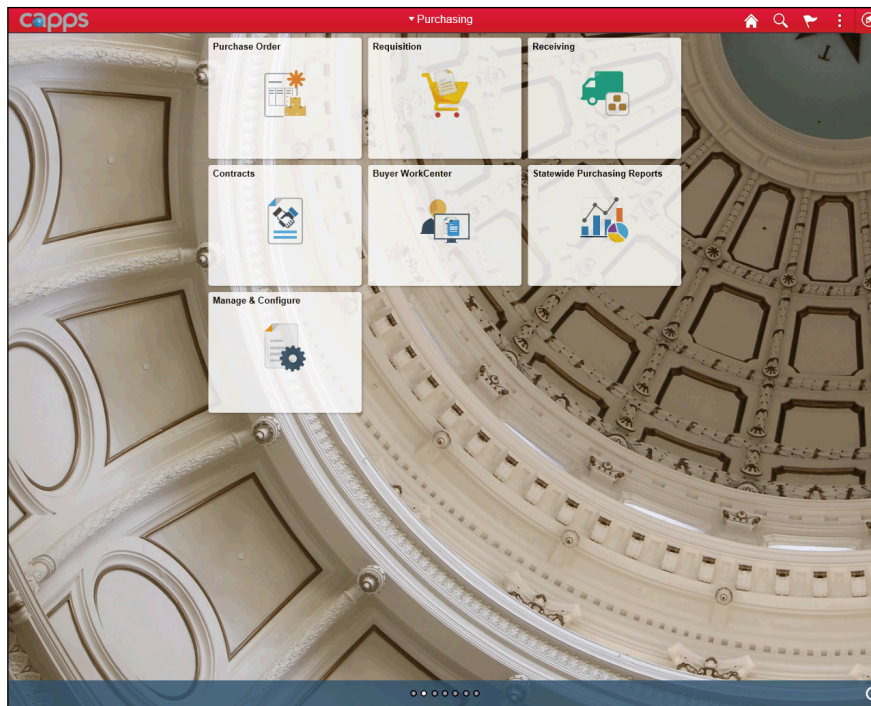 capps
Purchasing
Purchase Order
Requisition
Receiving
Contracts
Buyer WorkCenter
Statewide Purchasing Reports
Manage & Configure
T